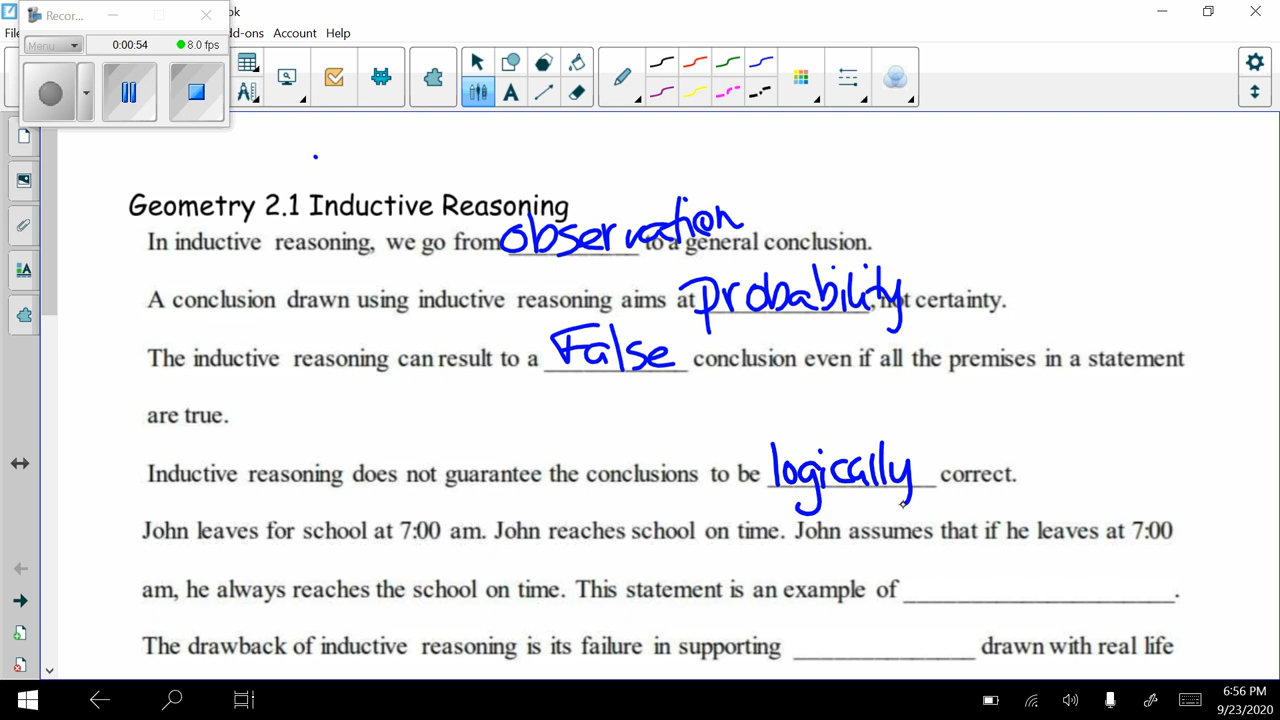 Recor...
ok
File
dd-ons Account Help
Menu 0:00:54 8.0 fps
Geometry 2.1 Inductive Reasoning
In inductive reasoning, we go from observation to a general conclusion.
A conclusion drawn using inductive reasoning aims at probability, not certainty.
The inductive reasoning can result to a False conclusion even if all the premises in a statement
are true.
Inductive reasoning does not guarantee the conclusions to be logically correct.
John leaves for school at 7:00 am. John reaches school on time. John assumes that if he leaves at 7:00
am, he always reaches the school on time. This statement is an example of ____________________.
The drawback of inductive reasoning is its failure in supporting ______________ drawn with real life
6:56 PM
9/23/2020